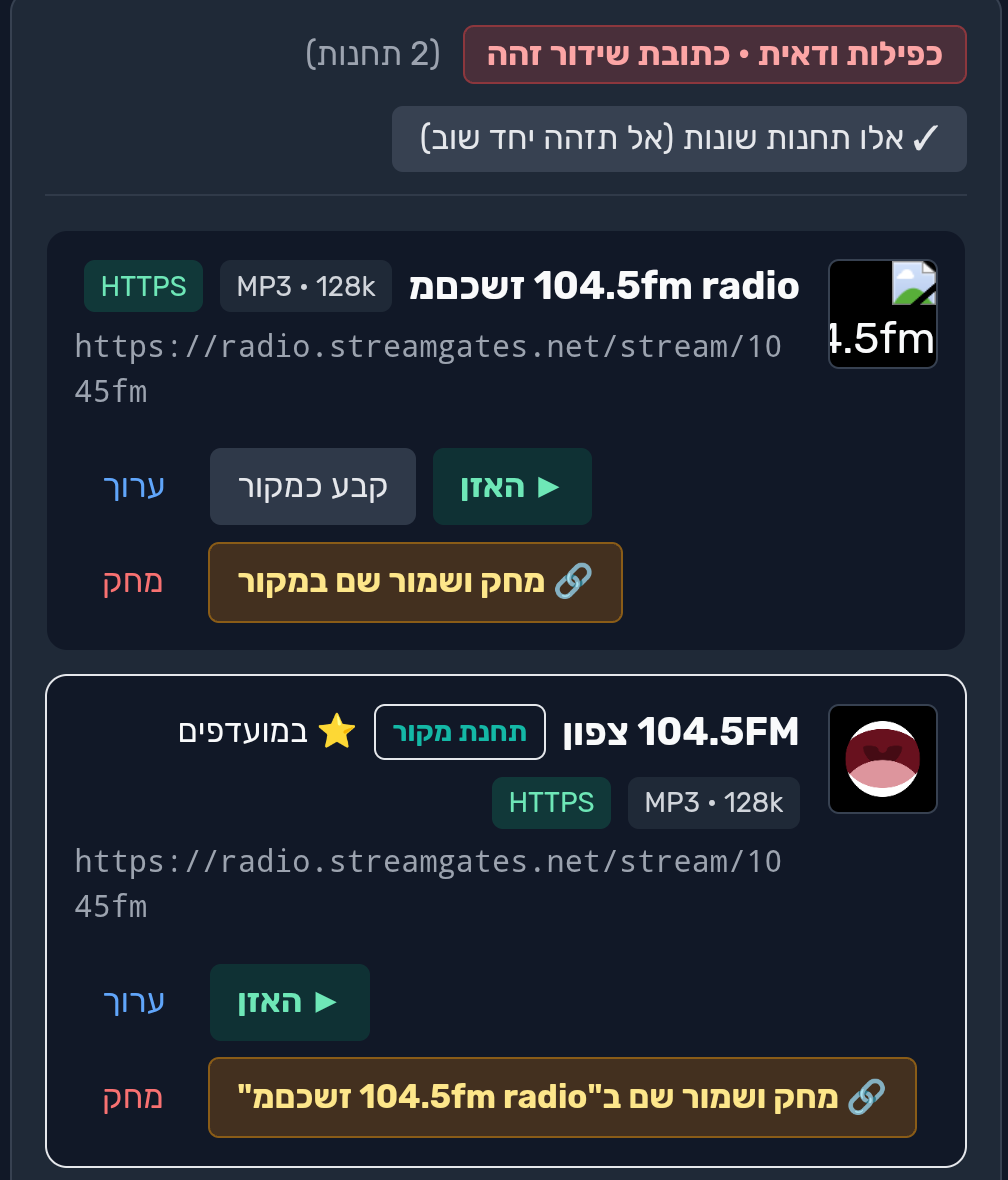 כפילות ודאית • כתובת שידור זהה (2 תחנות)
✓ אלו תחנות שונות (אל תזהה יחד שוב)
4.5fm
104.5fm radio זשכםמ MP3 • 128k HTTPS
https://radio.streamgates.net/stream/10
45fm
► האזן קבע כמקור ערוך
🔗 מחק ושמור שם במקור מחק
104.5FM צפון תחנת מקור ⭐ במועדפים
MP3 • 128k HTTPS
https://radio.streamgates.net/stream/10
45fm
► האזן ערוך
🔗 מחק ושמור שם ב"104.5fm radio זשכםמ" מחק